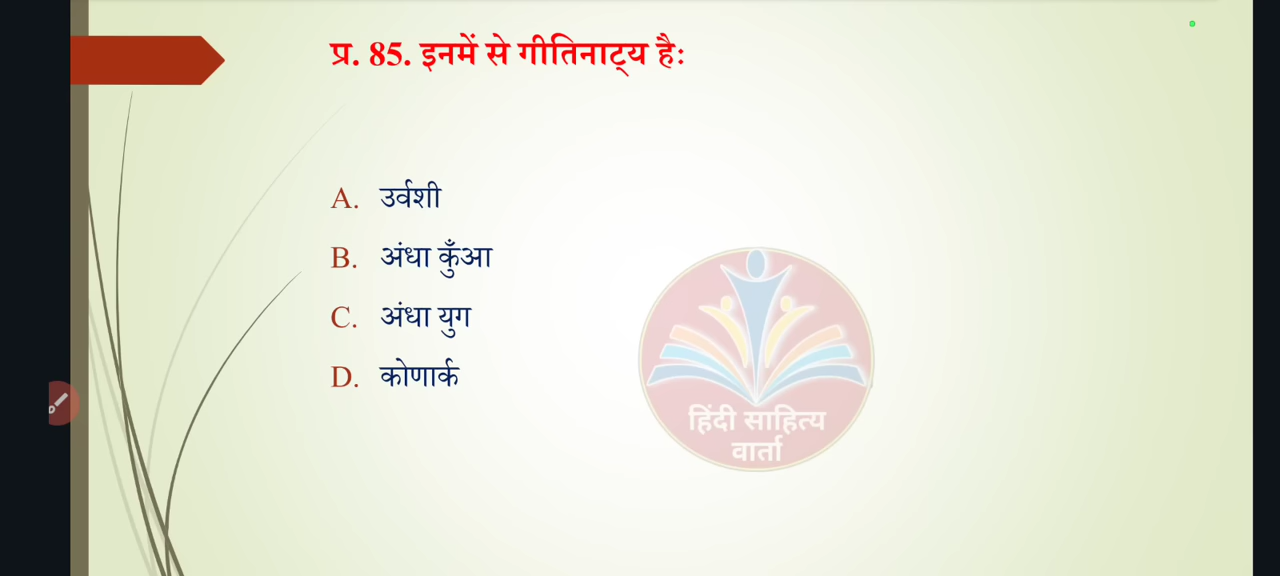 प्र. 85. इनमें से गीतिनाट्य हैः
A. उर्वशी
B. अंधा कुँआ
C. अंधा युग
D. कोणार्क
हिंदी साहित्य
वार्ता